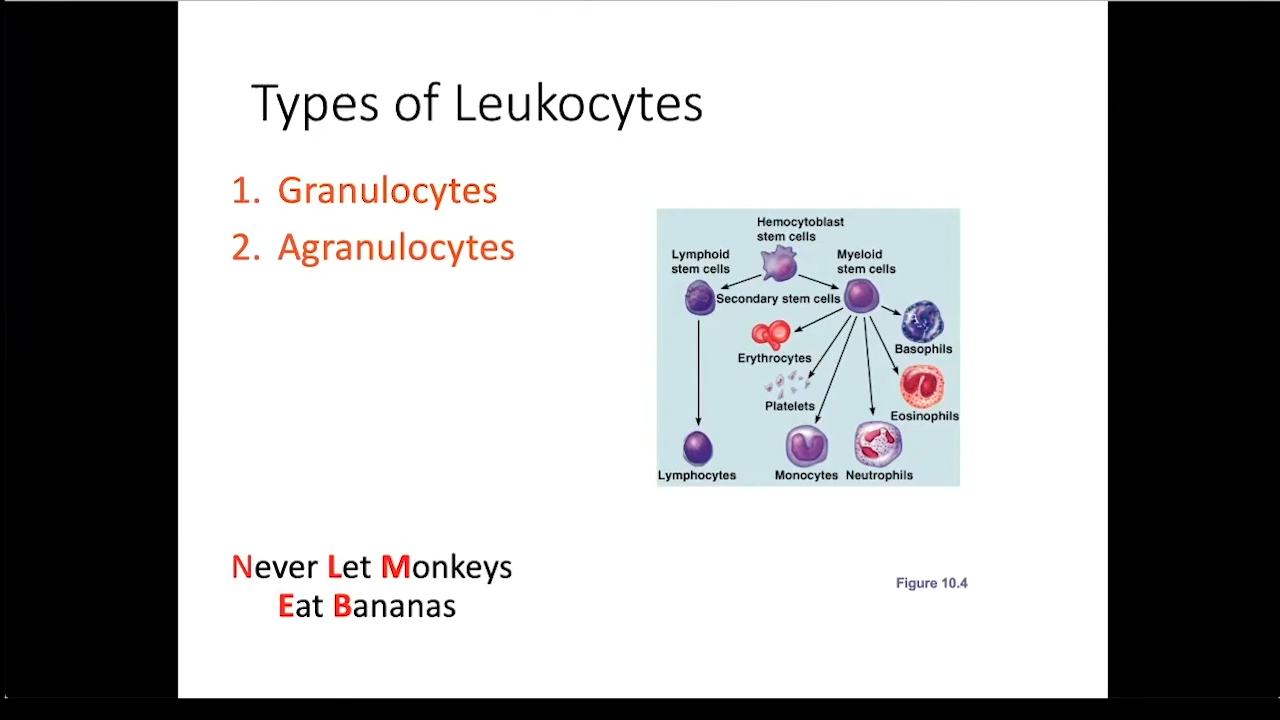 Types of Leukocytes
1. Granulocytes
2. Agranulocytes
Hemocytoblast
stem cells
Lymphoid
stem cells
Myeloid
stem cells
Secondary stem cells
Basophils
Erythrocytes
Eosinophils
Platelets
Lymphocytes
Monocytes
Neutrophils
Never Let Monkeys
Eat Bananas
Figure 10.4